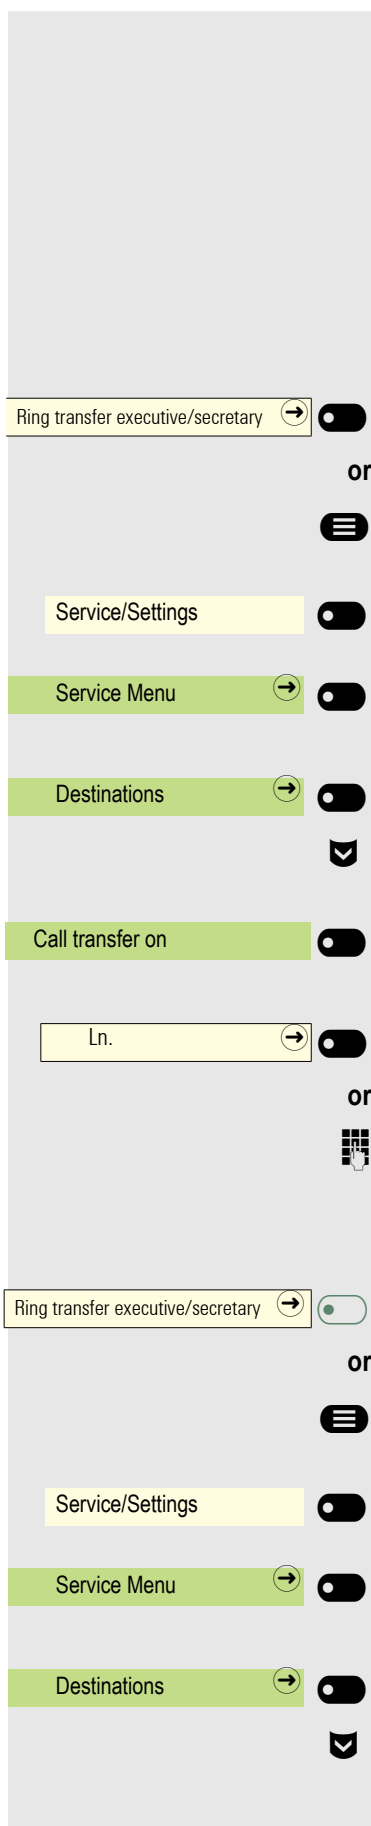 Ring transfer executive/secretary
or
Service/Settings
Service Menu
Destinations
Call transfer on
Ln.
or
Ring transfer executive/secretary
or
Service/Settings
Service Menu
Destinations